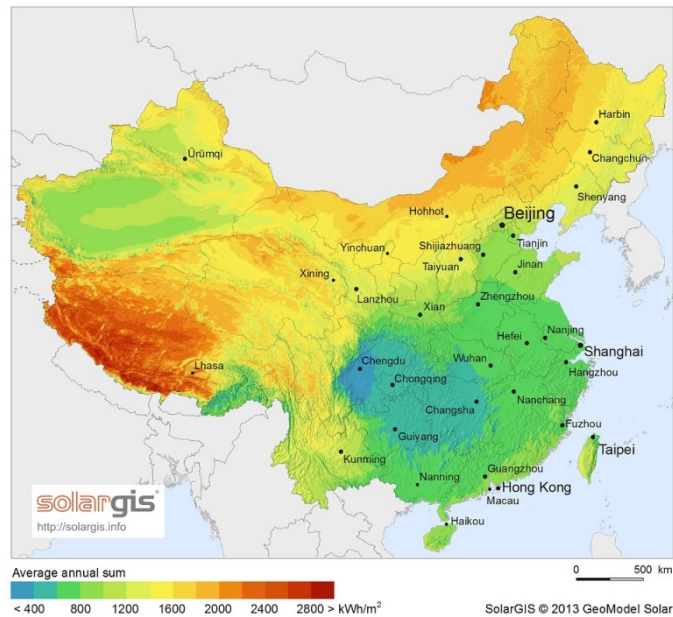 Harbin
Changchun
Ürümqi
Shenyang
Hohhot
Beijing
Tianjin
Yinchuan
Shijiazhuang
Taiyuan
Jinan
Xining
Lanzhou
Zhengzhou
Xian
Nanjing
Hefei
Shanghai
Wuhan
Hangzhou
Chengdu
Lhasa
Chongqing
Nanchang
Changsha
Fuzhou
Guiyang
Taipei
Kunming
Guangzhou
Nanning
Hong Kong
Macau
Haikou
solargis
http://solargis.info
Average annual sum
0 500 km
< 400 800 1200 1600 2000 2400 2800 > kWh/m²
SolarGIS © 2013 GeoModel Solar